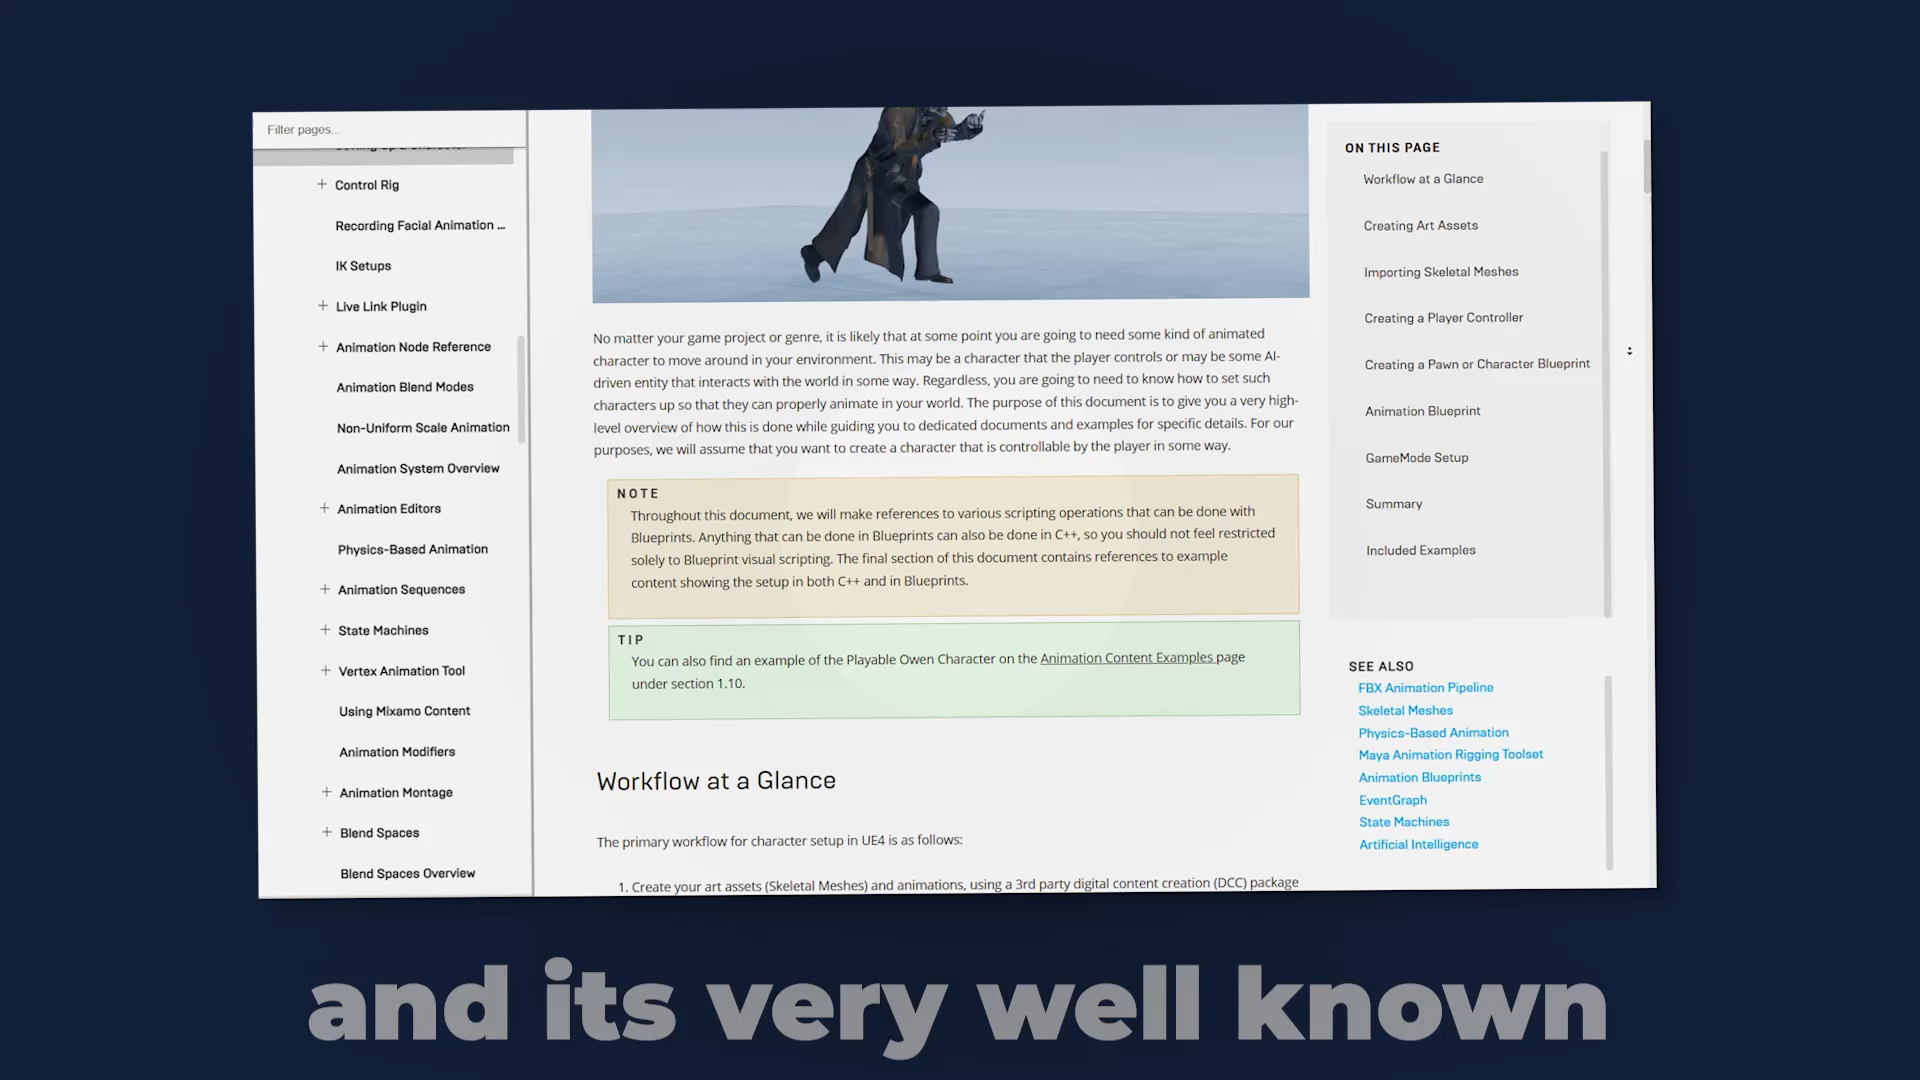 Filter pages...
Setting Up a Character
Control Rig
Recording Facial Animation ...
IK Setups
Live Link Plugin
Animation Node Reference
Animation Blend Modes
Non-Uniform Scale Animation
Animation System Overview
Animation Editors
Physics-Based Animation
Animation Sequences
State Machines
Vertex Animation Tool
Using Mixamo Content
Animation Modifiers
Animation Montage
Blend Spaces
Blend Spaces Overview
No matter your game project or genre, it is likely that at some point you are going to need some kind of animated
character to move around in your environment. This may be a character that the player controls or may be some AI-
driven entity that interacts with the world in some way. Regardless, you are going to need to know how to set such
characters up so that they can properly animate in your world. The purpose of this document is to give you a very high-
level overview of how this is done while guiding you to dedicated documents and examples for specific details. For our
purposes, we will assume that you want to create a character that is controllable by the player in some way.
NOTE
Throughout this document, we will make references to various scripting operations that can be done with
Blueprints. Anything that can be done in Blueprints can also be done in C++, so you should not feel restricted
solely to Blueprint visual scripting. The final section of this document contains references to example
content showing the setup in both C++ and in Blueprints.
TIP
You can also find an example of the Playable Owen Character on the Animation Content Examples page
under section 1.10.
Workflow at a Glance
The primary workflow for character setup in UE4 is as follows:
1. Create your art assets (Skeletal Meshes) and animations, using a 3rd party digital content creation (DCC) package
ON THIS PAGE
Workflow at a Glance
Creating Art Assets
Importing Skeletal Meshes
Creating a Player Controller
Creating a Pawn or Character Blueprint
Animation Blueprint
GameMode Setup
Summary
Included Examples
SEE ALSO
FBX Animation Pipeline
Skeletal Meshes
Physics-Based Animation
Maya Animation Rigging Toolset
Animation Blueprints
EventGraph
State Machines
Artificial Intelligence
and its very well known